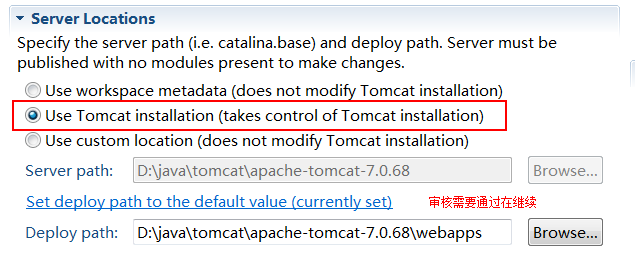 Server Locations
Specify the server path (i.e. catalina.base) and deploy path. Server must be
published with no modules present to make changes.
Use workspace metadata (does not modify Tomcat installation)
Use Tomcat installation (takes control of Tomcat installation)
Use custom location (does not modify Tomcat installation)
Server path: D:\java\tomcat\apache-tomcat-7.0.68 Browse...
Set deploy path to the default value (currently set) 审核需要通过在继续
Deploy path: D:\java\tomcat\apache-tomcat-7.0.68\webapps Browse...